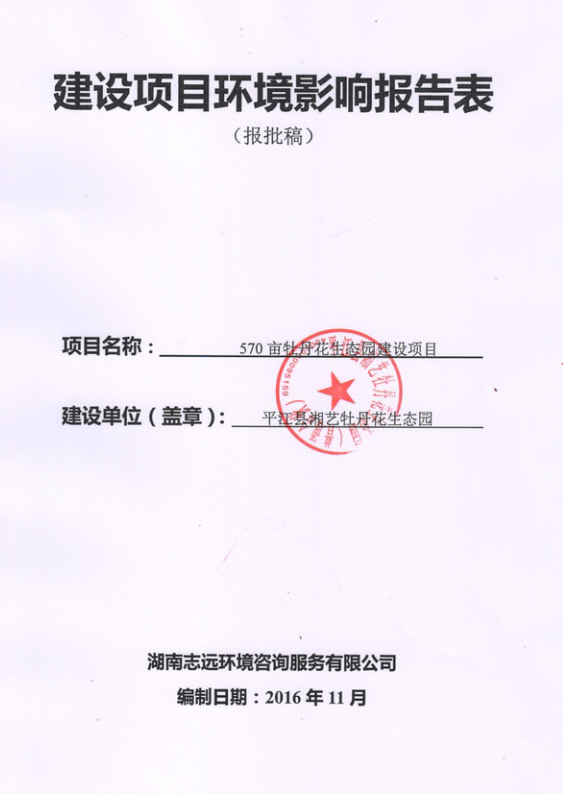 建设项目环境影响报告表
（报批稿）
项目名称：570亩牡丹花生态园建设项目
建设单位（盖章）：平江县湘艺牡丹花生态园
湖南志远环境咨询服务有限公司
编制日期：2016年11月